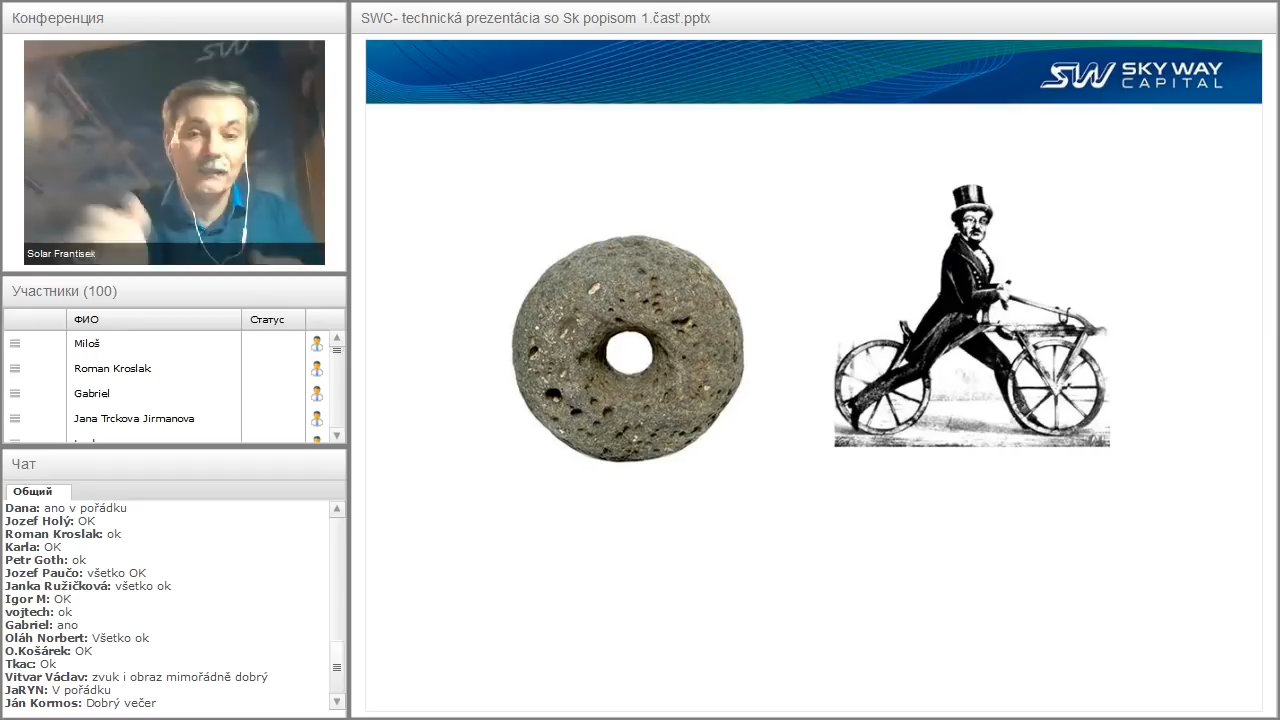 Конференция
SW
Solar Frantisek
Участники (100)
ФИО
Статус
Miloš
Roman Kroslak
Gabriel
Jana Trckova Jirmanova
Чат
Общий
Dana: ano v pořádku
Jozef Holý: OK
Roman Kroslak: ok
Karla: OK
Petr Goth: ok
Jozef Paučo: všetko OK
Janka Ružičková: všetko ok
Igor M: OK
vojtech: ok
Gabriel: ano
Oláh Norbert: Všetko ok
O.Košárek: OK
Tkac: Ok
Vitvar Václav: zvuk i obraz mimořádně dobrý
JaRYN: V pořádku
Ján Kormos: Dobrý večer
SWC- technická prezentácia so Sk popisom 1.časť.pptx
SW SKY WAY
CAPITAL